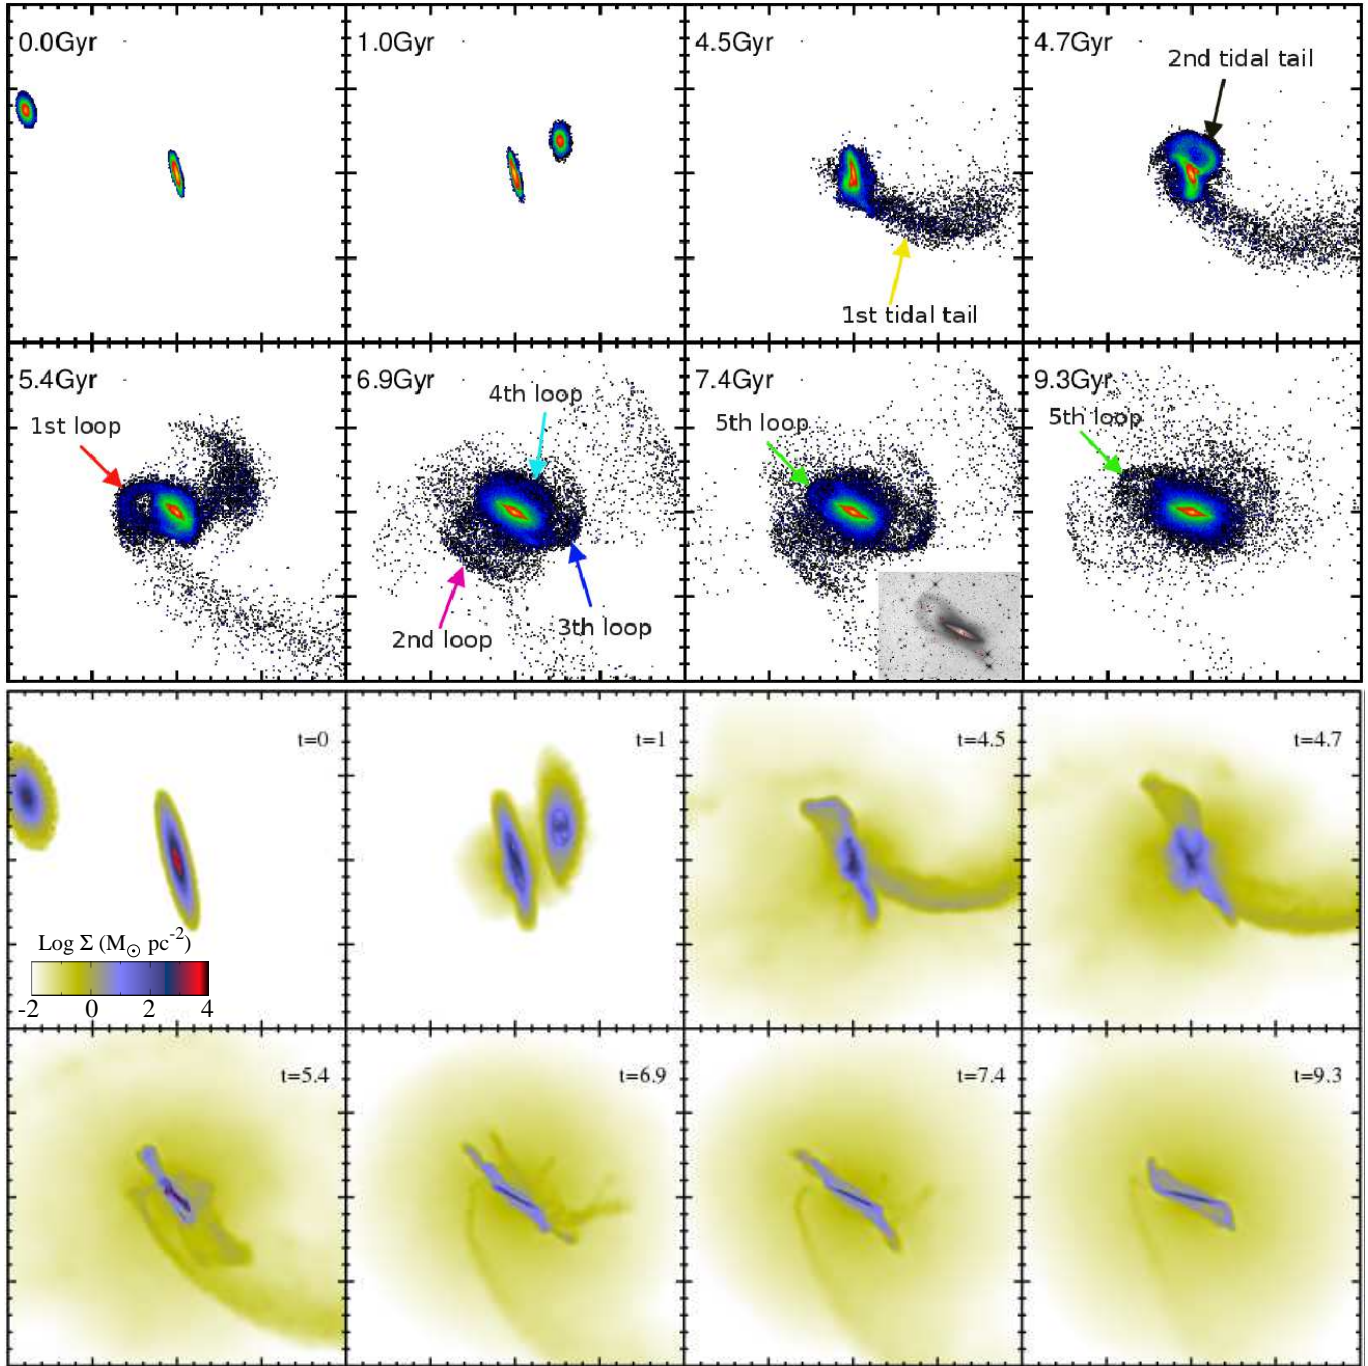 0.0Gyr
1.0Gyr
4.5Gyr
4.7Gyr
2nd tidal tail
1st tidal tail
5.4Gyr
6.9Gyr
7.4Gyr
9.3Gyr
1st loop
4th loop
5th loop
5th loop
2nd loop
3th loop
t=0
t=1
t=4.5
t=4.7
Log Σ (M☉ pc⁻²)
-2 0 2 4
t=5.4
t=6.9
t=7.4
t=9.3